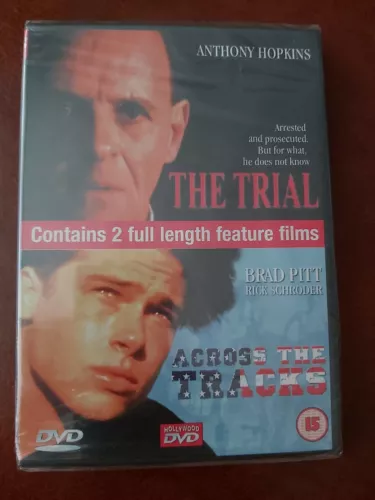 ANTHONY HOPKINS
Arrested
and prosecuted.
But for what,
he does not know
THE TRIAL
Contains 2 full length feature films
BRAD PITT
RICK SCHRODER
ACROSS THE
TRACKS
DVD
HOLLYWOOD
DVD
15